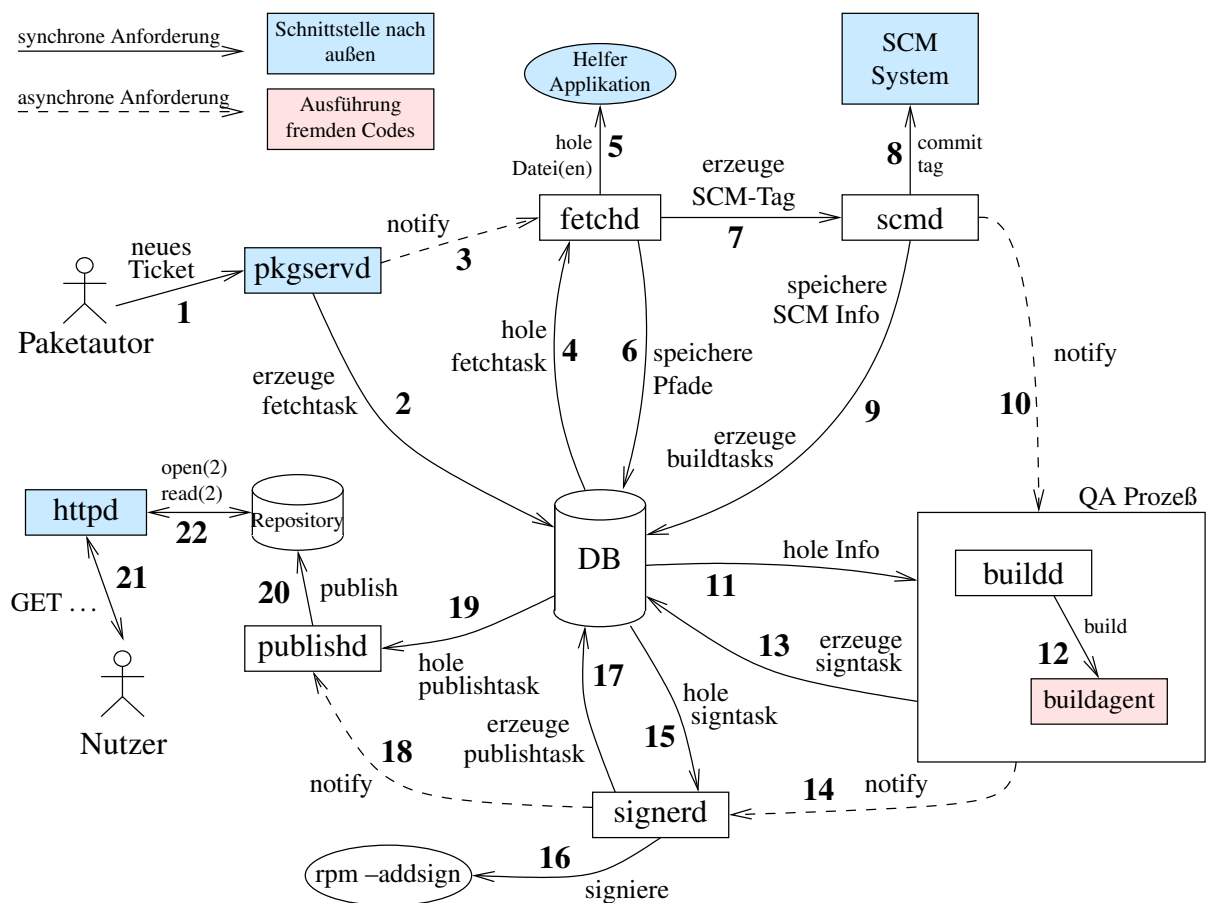 synchrone Anforderung
Schnittstelle nach
außen
asynchrone Anforderung
Ausführung
fremden Codes
Helfer
Applikation
SCM
System
hole
Datei(en)
5
8
commit
tag
erzeuge
SCM-Tag
7
fetchd
scmd
notify
3
neues
Ticket
1
pkgservd
Paketautor
erzeuge
fetchtask
2
hole
fetchtask
4
6
speichere
Pfade
speichere
SCM Info
9
erzeuge
buildtasks
notify
10
open(2)
read(2)
httpd
22
Repository
DB
QA Prozeß
hole Info
11
buildd
build
12
buildagent
21
GET …
20
publish
19
publishd
hole
publishtask
13
erzeuge
signtask
17
erzeuge
publishtask
hole
signtask
15
Nutzer
18
notify
14
notify
signerd
16
signiere
rpm –addsign